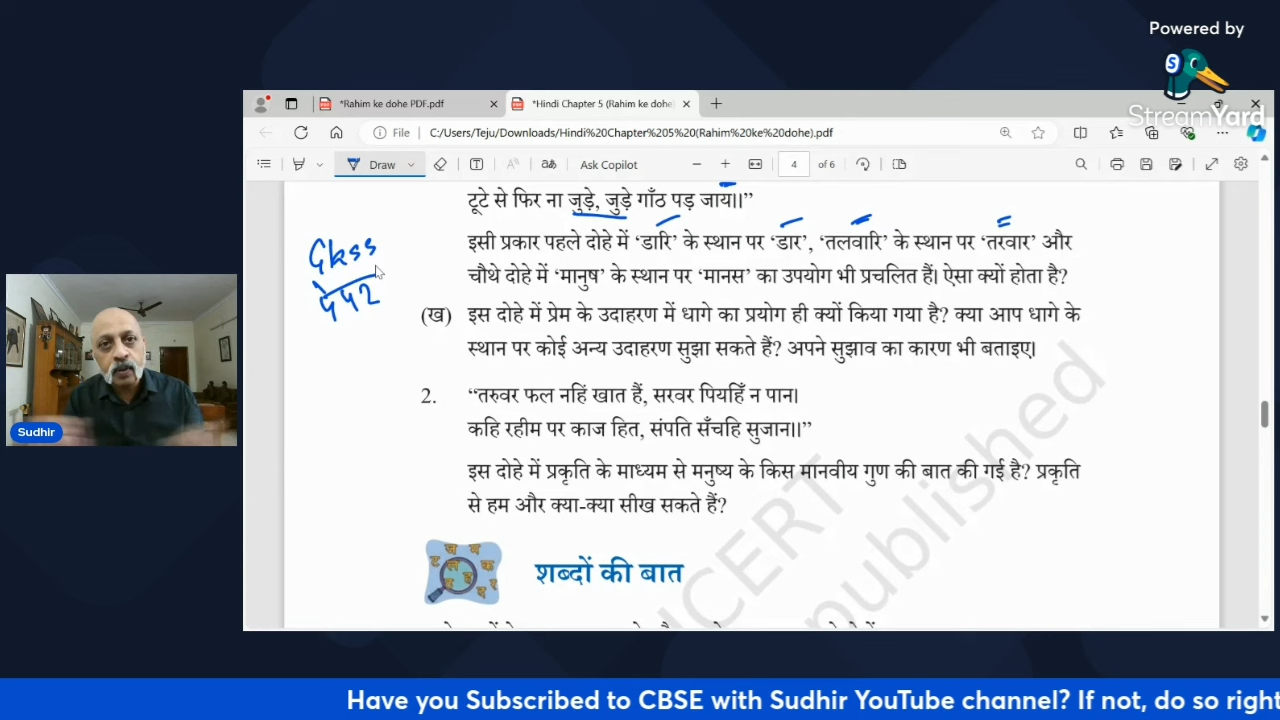 Powered by
S
StreamYard
*Rahim ke dohe PDF.pdf
*Hindi Chapter 5 (Rahim ke dohe)
File C:/Users/Teju/Downloads/Hindi%20Chapter%205%20(Rahim%20ke%20dohe).pdf
Draw
Ask Copilot
4 of 6
टूटे से फिर ना जुड़े, जुड़े गाँठ पड़ जाय॥”
इसी प्रकार पहले दोहे में ‘डारि’ के स्थान पर ‘डार’, ‘तलवारि’ के स्थान पर ‘तरवार’ और
चौथे दोहे में ‘मानुष’ के स्थान पर ‘मानस’ का उपयोग भी प्रचलित हैं। ऐसा क्यों होता है?
(ख) इस दोहे में प्रेम के उदाहरण में धागे का प्रयोग ही क्यों किया गया है? क्या आप धागे के
स्थान पर कोई अन्य उदाहरण सुझा सकते हैं? अपने सुझाव का कारण भी बताइए।
2. “तरुवर फल नहिं खात हैं, सरवर पियहिँ न पान।
कहि रहीम पर काज हित, संपति सँचहि सुजान॥”
इस दोहे में प्रकृति के माध्यम से मनुष्य के किस मानवीय गुण की बात की गई है? प्रकृति
से हम और क्या-क्या सीख सकते हैं?
शब्दों की बात
published
Sudhir
Have you Subscribed to CBSE with Sudhir YouTube channel? If not, do so right